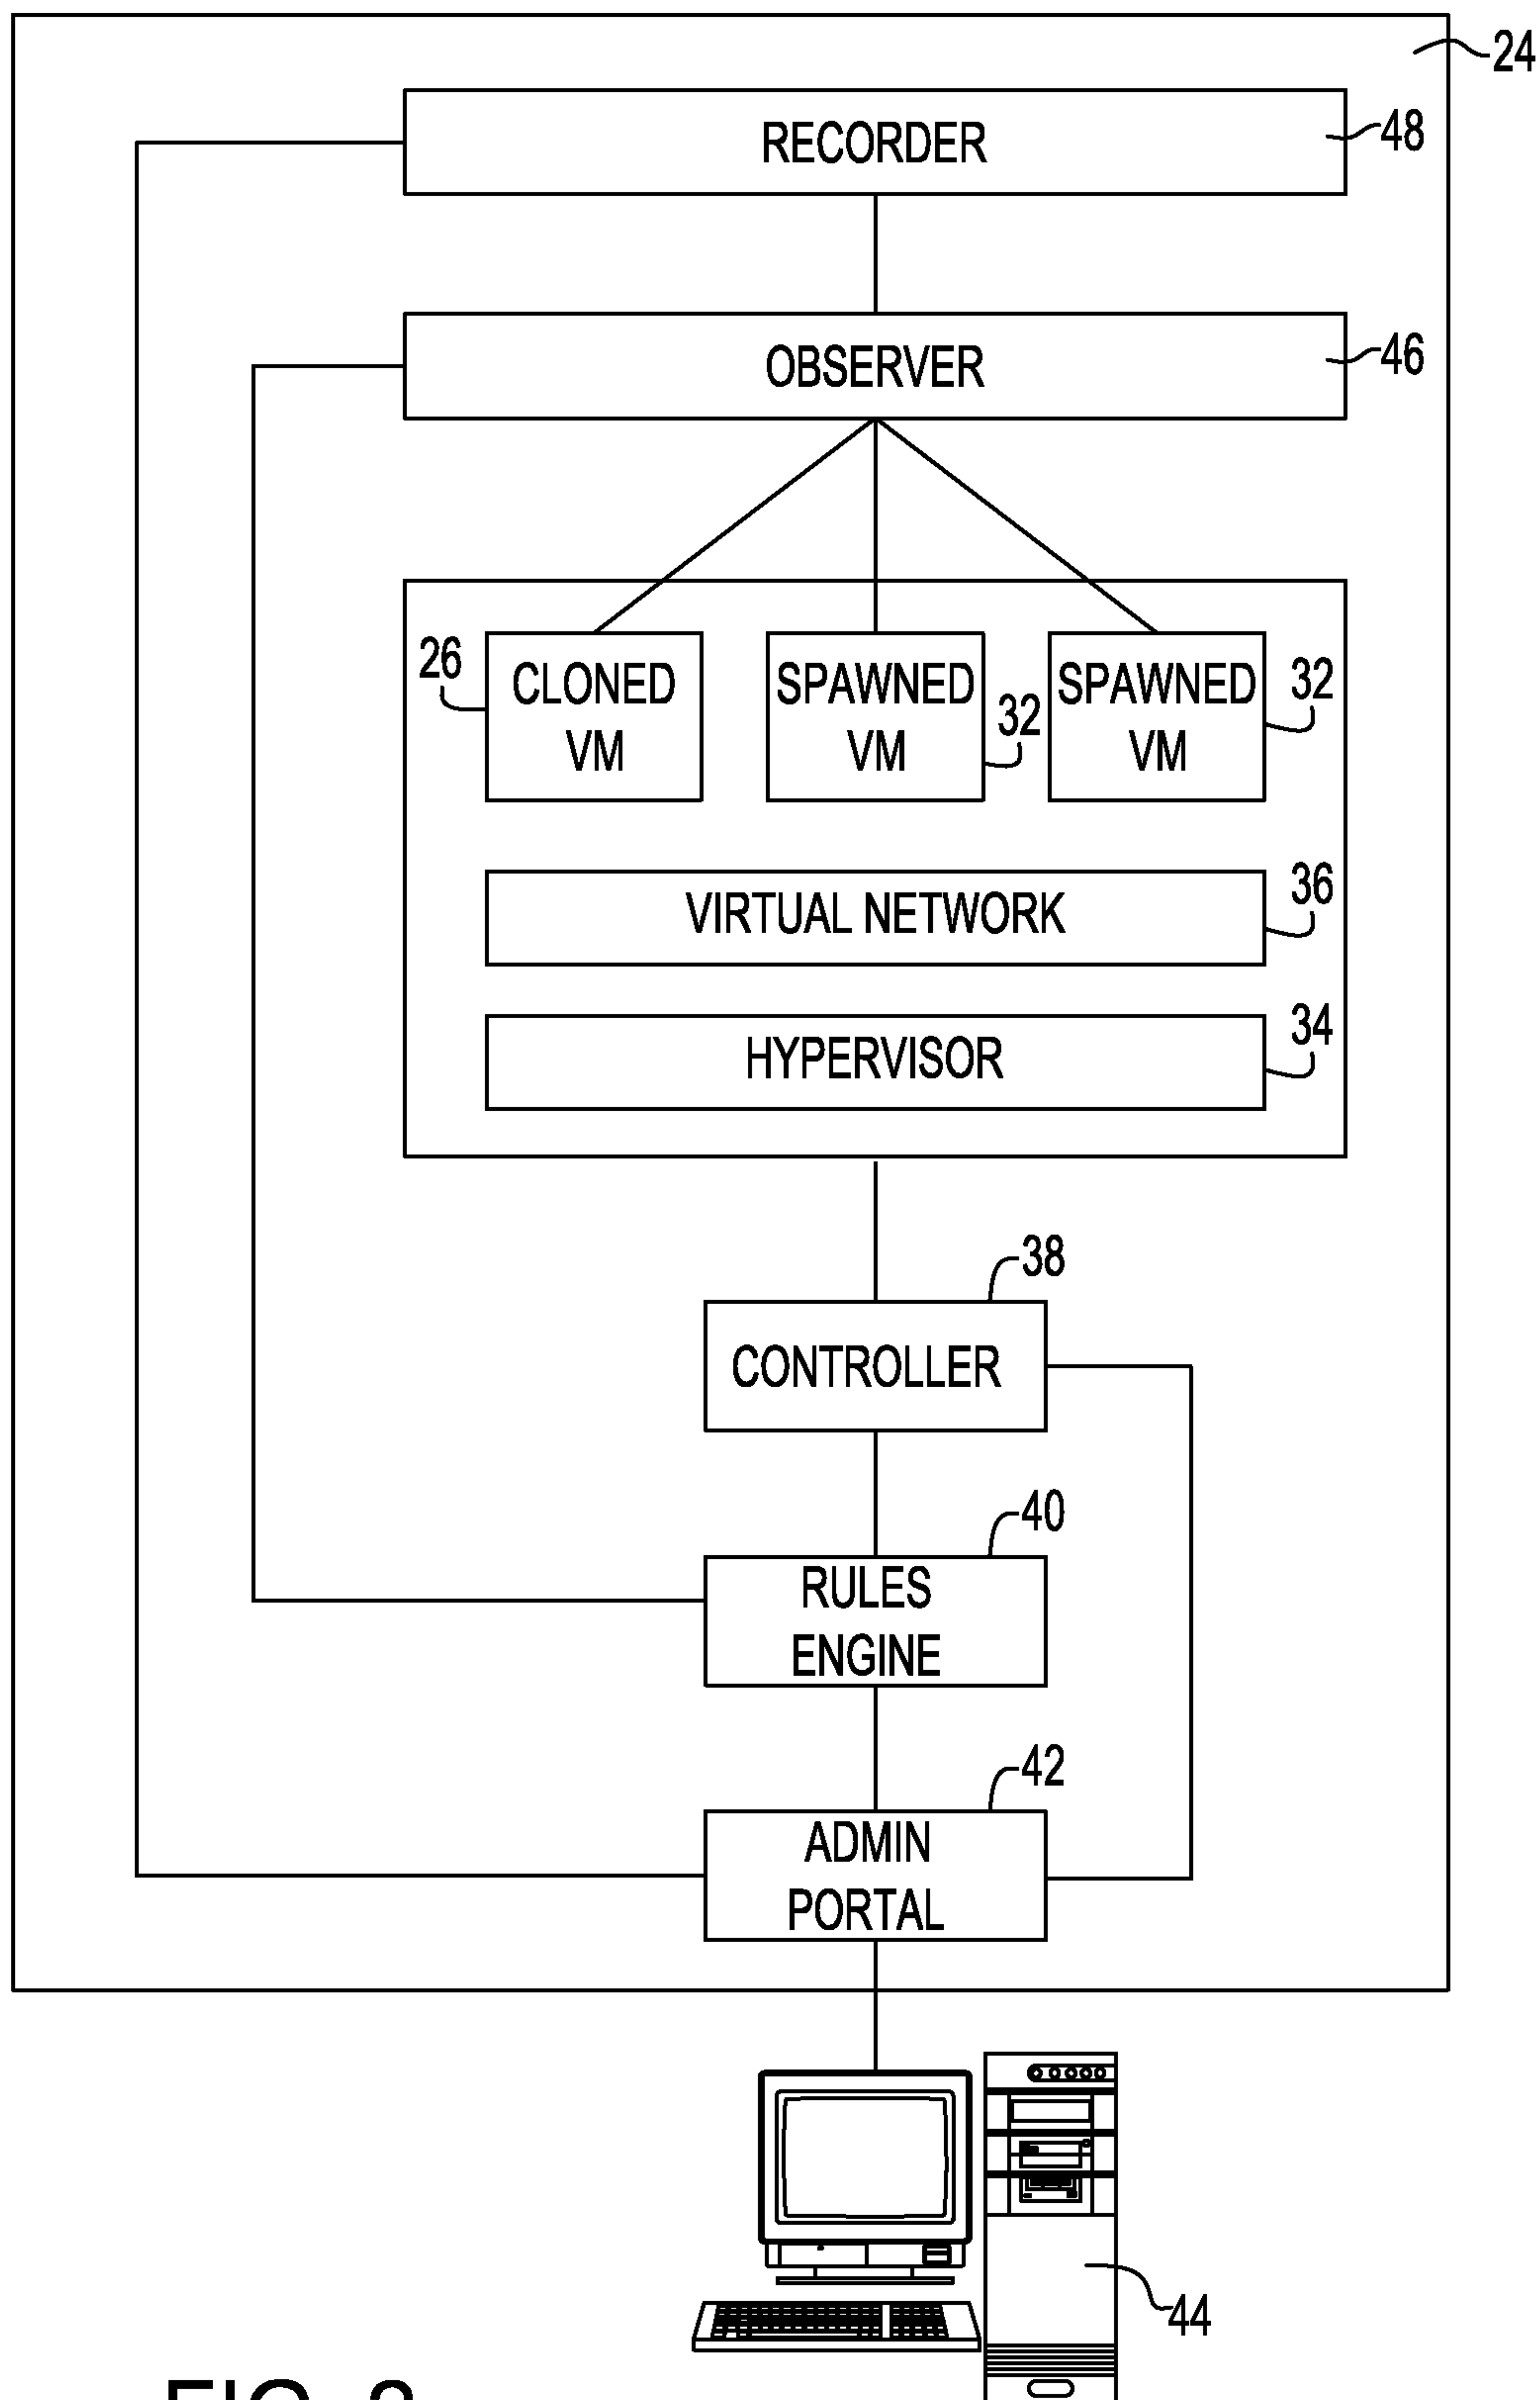 24
RECORDER
48
OBSERVER
46
26
CLONED
VM
SPAWNED
VM
32
SPAWNED
VM
32
VIRTUAL NETWORK
36
HYPERVISOR
34
38
CONTROLLER
40
RULES
ENGINE
42
ADMIN
PORTAL
44
FIG.